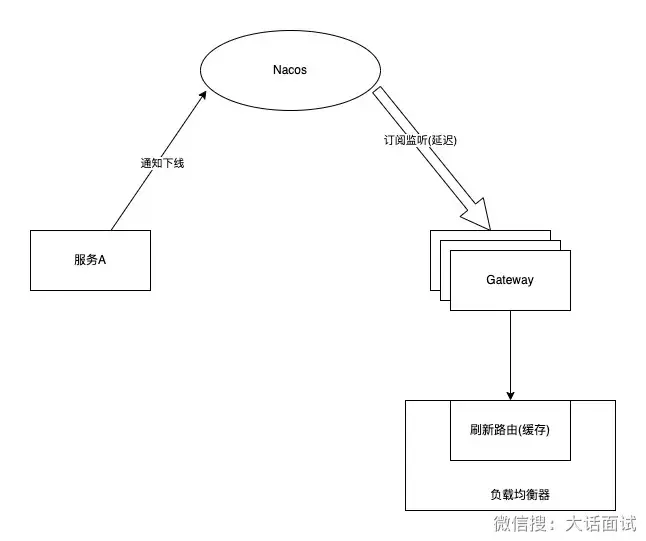 Nacos
通知下线
订阅监听(延迟)
服务A
Gateway
刷新路由(缓存)
负载均衡器
微信搜：大话面试